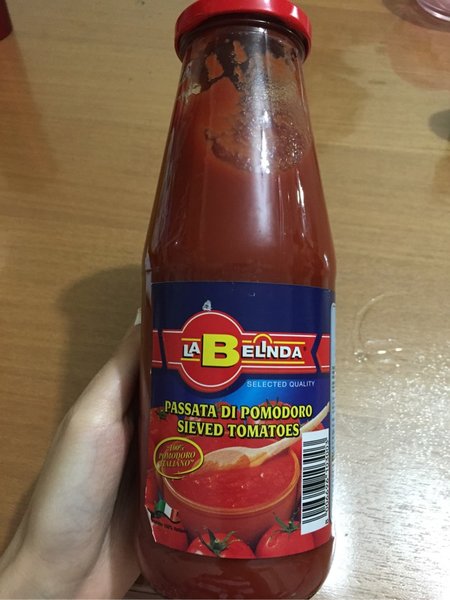 LA BELINDA
SELECTED QUALITY
PASSATA DI POMODORO
SIEVED TOMATOES
100%
POMODORO
ITALIANO